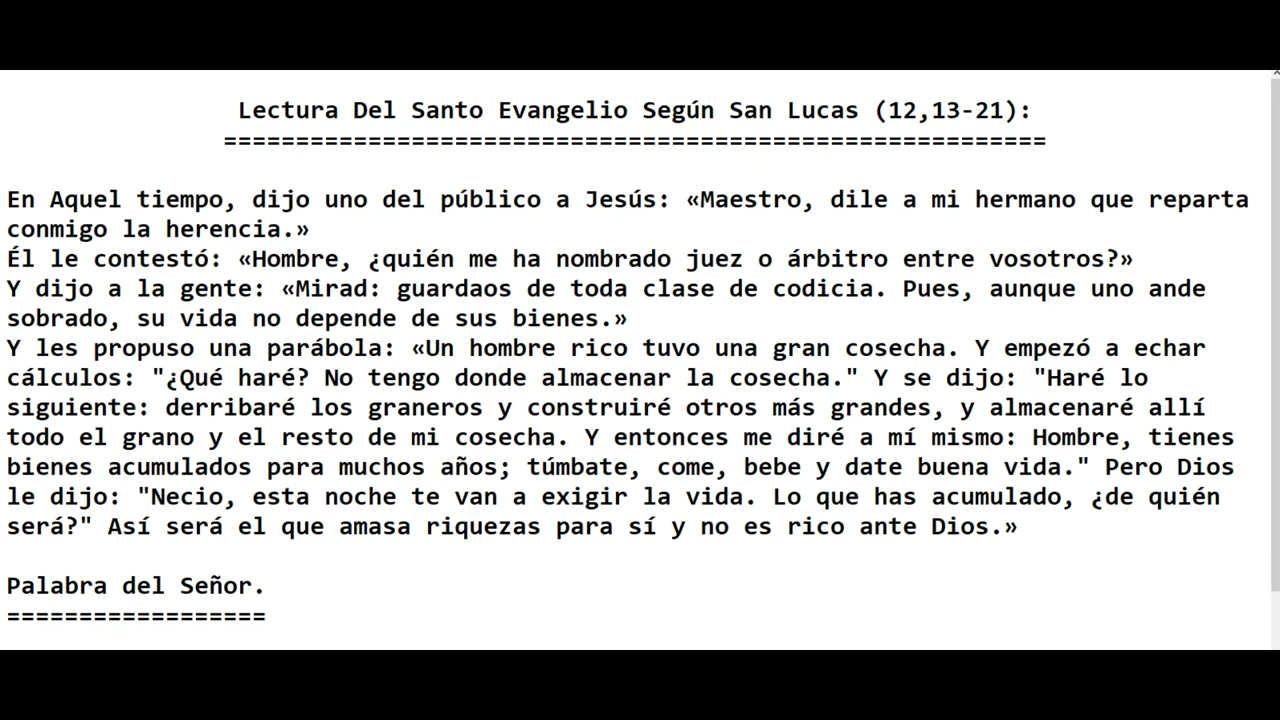 Lectura Del Santo Evangelio Según San Lucas (12,13-21):
=========================================================
En Aquel tiempo, dijo uno del público a Jesús: «Maestro, dile a mi hermano que reparta
conmigo la herencia.»
Él le contestó: «Hombre, ¿quién me ha nombrado juez o árbitro entre vosotros?»
Y dijo a la gente: «Mirad: guardaos de toda clase de codicia. Pues, aunque uno ande
sobrado, su vida no depende de sus bienes.»
Y les propuso una parábola: «Un hombre rico tuvo una gran cosecha. Y empezó a echar
cálculos: "¿Qué haré? No tengo donde almacenar la cosecha." Y se dijo: "Haré lo
siguiente: derribaré los graneros y construiré otros más grandes, y almacenaré allí
todo el grano y el resto de mi cosecha. Y entonces me diré a mí mismo: Hombre, tienes
bienes acumulados para muchos años; túmbate, come, bebe y date buena vida." Pero Dios
le dijo: "Necio, esta noche te van a exigir la vida. Lo que has acumulado, ¿de quién
será?" Así será el que amasa riquezas para sí y no es rico ante Dios.»
Palabra del Señor.
==================